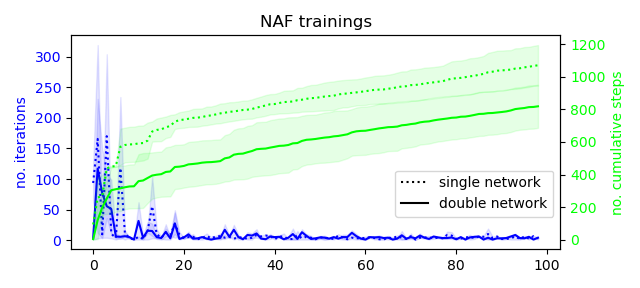 NAF trainings
no. iterations
300
250
200
150
100
50
0
1200
1000
800
600
400
200
0
no. cumulative steps
single network
double network
0 20 40 60 80 100